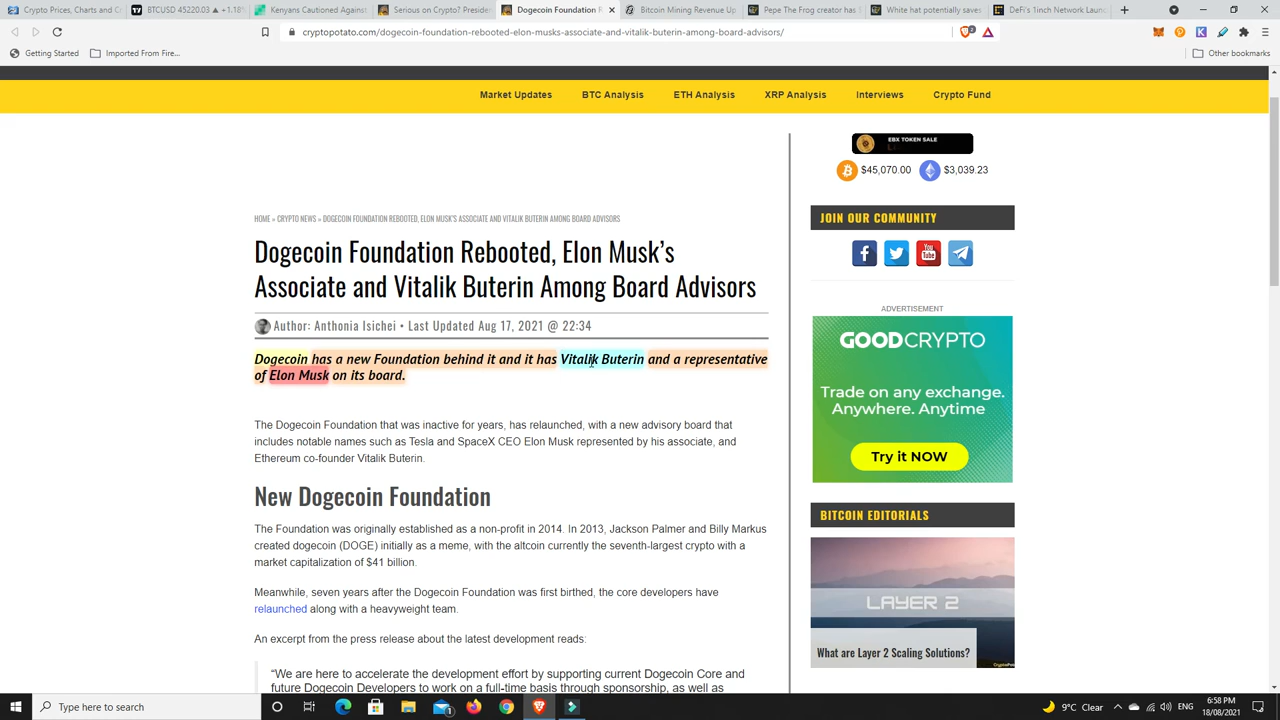 Crypto Prices, Charts and C
BTCUSD 45220.03 ▲ +1.18%
Kenyans Cautioned Against
Serious on Crypto? Preside
Dogecoin Foundation R
Bitcoin Mining Revenue Up
Pepe The Frog creator has
White hat potentially saves
DeFi's 1inch Network Launc
cryptopotato.com/dogecoin-foundation-rebooted-elon-musks-associate-and-vitalik-buterin-among-board-advisors/
Getting Started
Imported From Fire...
Other bookmarks
Market Updates
BTC Analysis
ETH Analysis
XRP Analysis
Interviews
Crypto Fund
EBX TOKEN SALE
$45,070.00
$3,039.23
HOME » CRYPTO NEWS » DOGECOIN FOUNDATION REBOOTED, ELON MUSK'S ASSOCIATE AND VITALIK BUTERIN AMONG BOARD ADVISORS
Dogecoin Foundation Rebooted, Elon Musk's
Associate and Vitalik Buterin Among Board Advisors
Author: Anthonia Isichei • Last Updated Aug 17, 2021 @ 22:34
Dogecoin has a new Foundation behind it and it has Vitalik Buterin and a representative
of Elon Musk on its board.
The Dogecoin Foundation that was inactive for years, has relaunched, with a new advisory board that
includes notable names such as Tesla and SpaceX CEO Elon Musk represented by his associate, and
Ethereum co-founder Vitalik Buterin.
New Dogecoin Foundation
The Foundation was originally established as a non-profit in 2014. In 2013, Jackson Palmer and Billy Markus
created dogecoin (DOGE) initially as a meme, with the altcoin currently the seventh-largest crypto with a
market capitalization of $41 billion.
Meanwhile, seven years after the Dogecoin Foundation was first birthed, the core developers have
relaunched along with a heavyweight team.
An excerpt from the press release about the latest development reads:
"We are here to accelerate the development effort by supporting current Dogecoin Core and
future Dogecoin Developers to work on a full-time basis through sponsorship, as well as
JOIN OUR COMMUNITY
You
Tube
ADVERTISEMENT
GOODCRYPTO
Trade on any exchange.
Anywhere. Anytime
Try it NOW
BITCOIN EDITORIALS
LAYER 2
What are Layer 2 Scaling Solutions?
Type here to search
9°C Clear
ENG
6:58 PM
18/08/2021